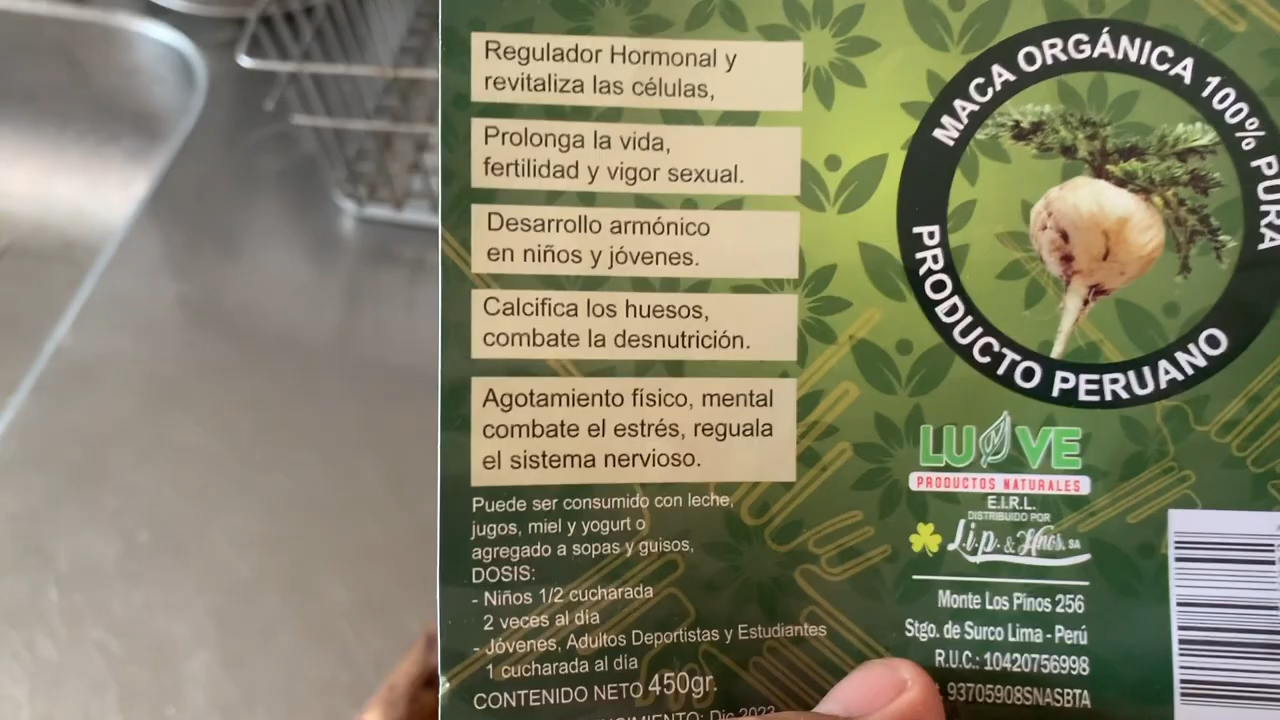 Regulador Hormonal y
revitaliza las células,
Prolonga la vida,
fertilidad y vigor sexual.
Desarrollo armónico
en niños y jóvenes.
Calcifica los huesos,
combate la desnutrición.
Agotamiento físico, mental
combate el estrés, reguala
el sistema nervioso.
Puede ser consumido con leche,
jugos, miel y yogurt o
agregado a sopas y guisos,
DOSIS:
- Niños 1/2 cucharada
2 veces al día
- Jóvenes, Adultos Deportistas y Estudiantes
1 cucharada al día
CONTENIDO NETO 450gr.
Dic 2023
MACA ORGÁNICA 100% PURA
PRODUCTO PERUANO
LUVE
PRODUCTOS NATURALES
E.I.R.L.
DISTRIBUIDO POR
L.i.p. & Hnos. SA
Monte Los Pinos 256
Stgo. de Surco Lima - Perú
R.U.C.: 10420756998
93705908SNASBTA